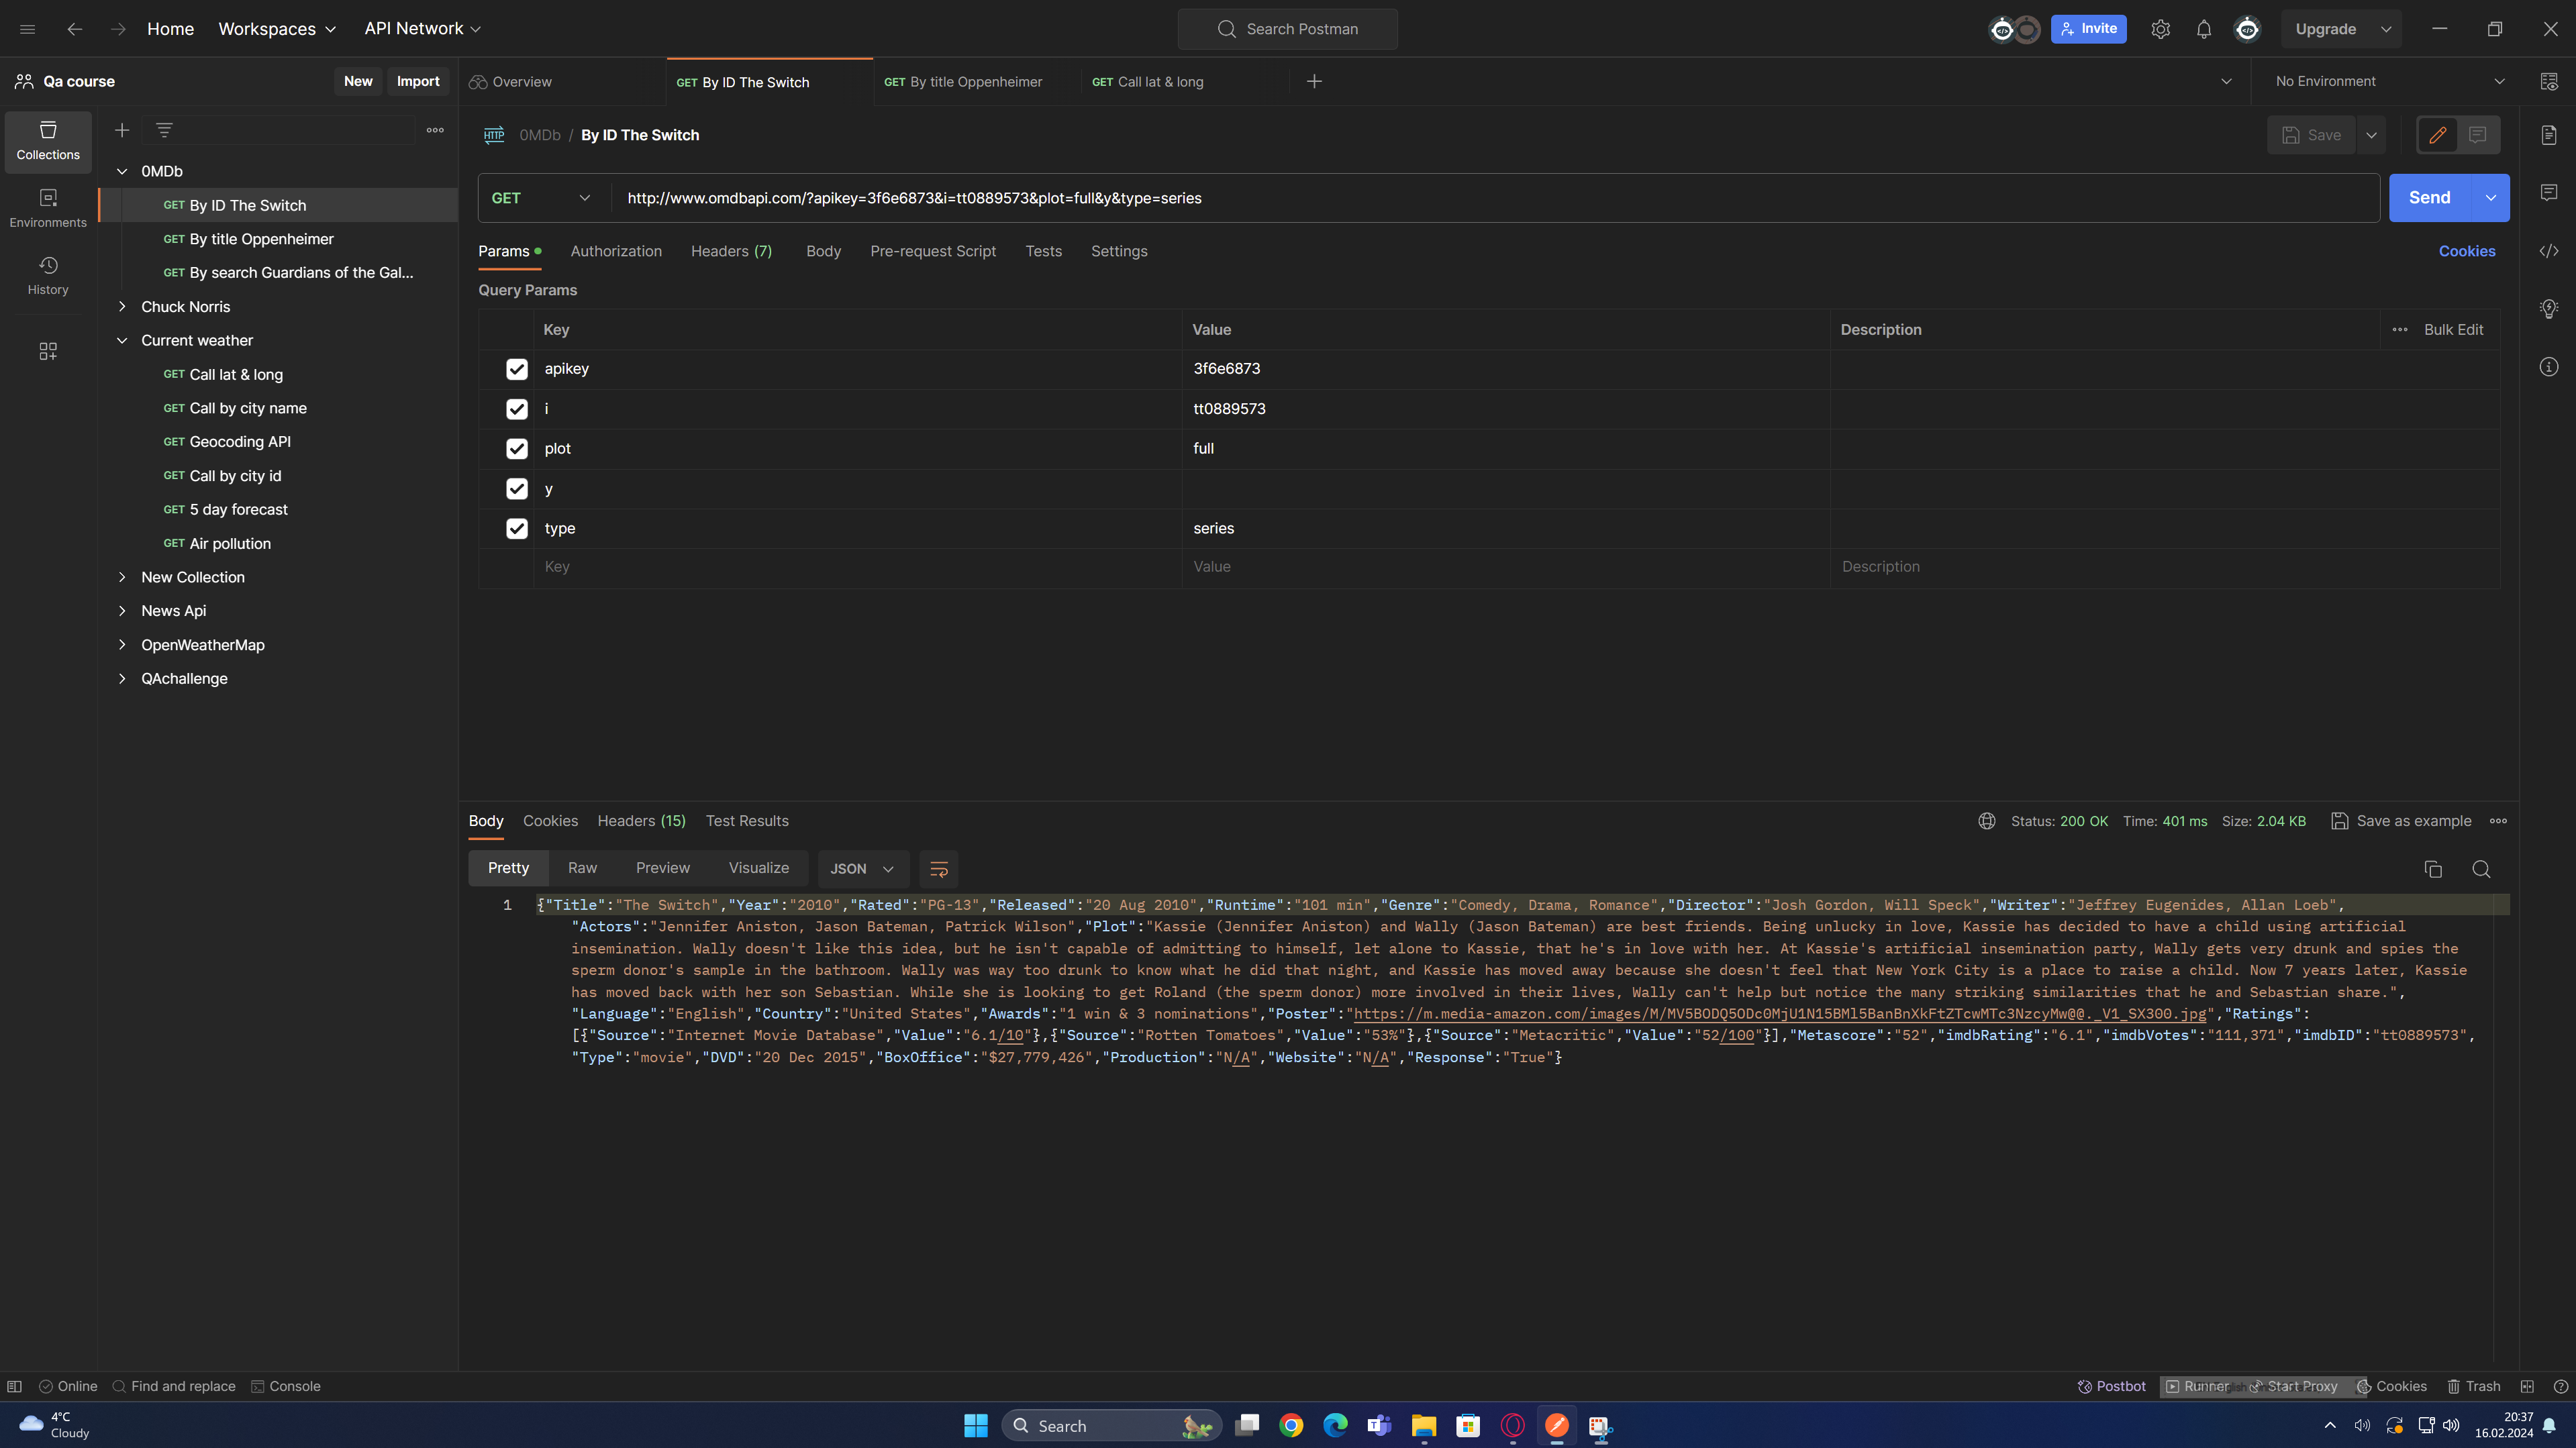 Home
Workspaces
API Network
Search Postman
Invite
Upgrade
Qa course
New
Import
Overview
GET By ID The Switch
GET By title Oppenheimer
GET Call lat & long
No Environment
Collections
Environments
History
0MDb
GET By ID The Switch
GET By title Oppenheimer
GET By search Guardians of the Gal...
Chuck Norris
Current weather
GET Call lat & long
GET Call by city name
GET Geocoding API
GET Call by city id
GET 5 day forecast
GET Air pollution
New Collection
News Api
OpenWeatherMap
QAchallenge
HTTP
0MDb / By ID The Switch
Save
GET
http://www.omdbapi.com/?apikey=3f6e6873&i=tt0889573&plot=full&y&type=series
Send
Params
Authorization
Headers (7)
Body
Pre-request Script
Tests
Settings
Cookies
Query Params
Key Value Description Bulk Edit
apikey 3f6e6873
i tt0889573
plot full
y
type series
Key Value Description
Body
Cookies
Headers (15)
Test Results
Status: 200 OK Time: 401 ms Size: 2.04 KB
Save as example
Pretty
Raw
Preview
Visualize
JSON
1 {"Title":"The Switch","Year":"2010","Rated":"PG-13","Released":"20 Aug 2010","Runtime":"101 min","Genre":"Comedy, Drama, Romance","Director":"Josh Gordon, Will Speck","Writer":"Jeffrey Eugenides, Allan Loeb",
"Actors":"Jennifer Aniston, Jason Bateman, Patrick Wilson","Plot":"Kassie (Jennifer Aniston) and Wally (Jason Bateman) are best friends. Being unlucky in love, Kassie has decided to have a child using artificial
insemination. Wally doesn't like this idea, but he isn't capable of admitting to himself, let alone to Kassie, that he's in love with her. At Kassie's artificial insemination party, Wally gets very drunk and spies the
sperm donor's sample in the bathroom. Wally was way too drunk to know what he did that night, and Kassie has moved away because she doesn't feel that New York City is a place to raise a child. Now 7 years later, Kassie
has moved back with her son Sebastian. While she is looking to get Roland (the sperm donor) more involved in their lives, Wally can't help but notice the many striking similarities that he and Sebastian share.",
"Language":"English","Country":"United States","Awards":"1 win & 3 nominations","Poster":"https://m.media-amazon.com/images/M/MV5BODQ5ODc0MjU1N15BMl5BanBnXkFtZTcwMTc3NzcyMw@@._V1_SX300.jpg","Ratings":
[{"Source":"Internet Movie Database","Value":"6.1/10"},{"Source":"Rotten Tomatoes","Value":"53%"},{"Source":"Metacritic","Value":"52/100"}],"Metascore":"52","imdbRating":"6.1","imdbVotes":"111,371","imdbID":"tt0889573",
"Type":"movie","DVD":"20 Dec 2015","BoxOffice":"$27,779,426","Production":"N/A","Website":"N/A","Response":"True"}
Online
Find and replace
Console
Postbot
Runner
Start Proxy
Cookies
Trash
4°C
Cloudy
Search
20:37
16.02.2024